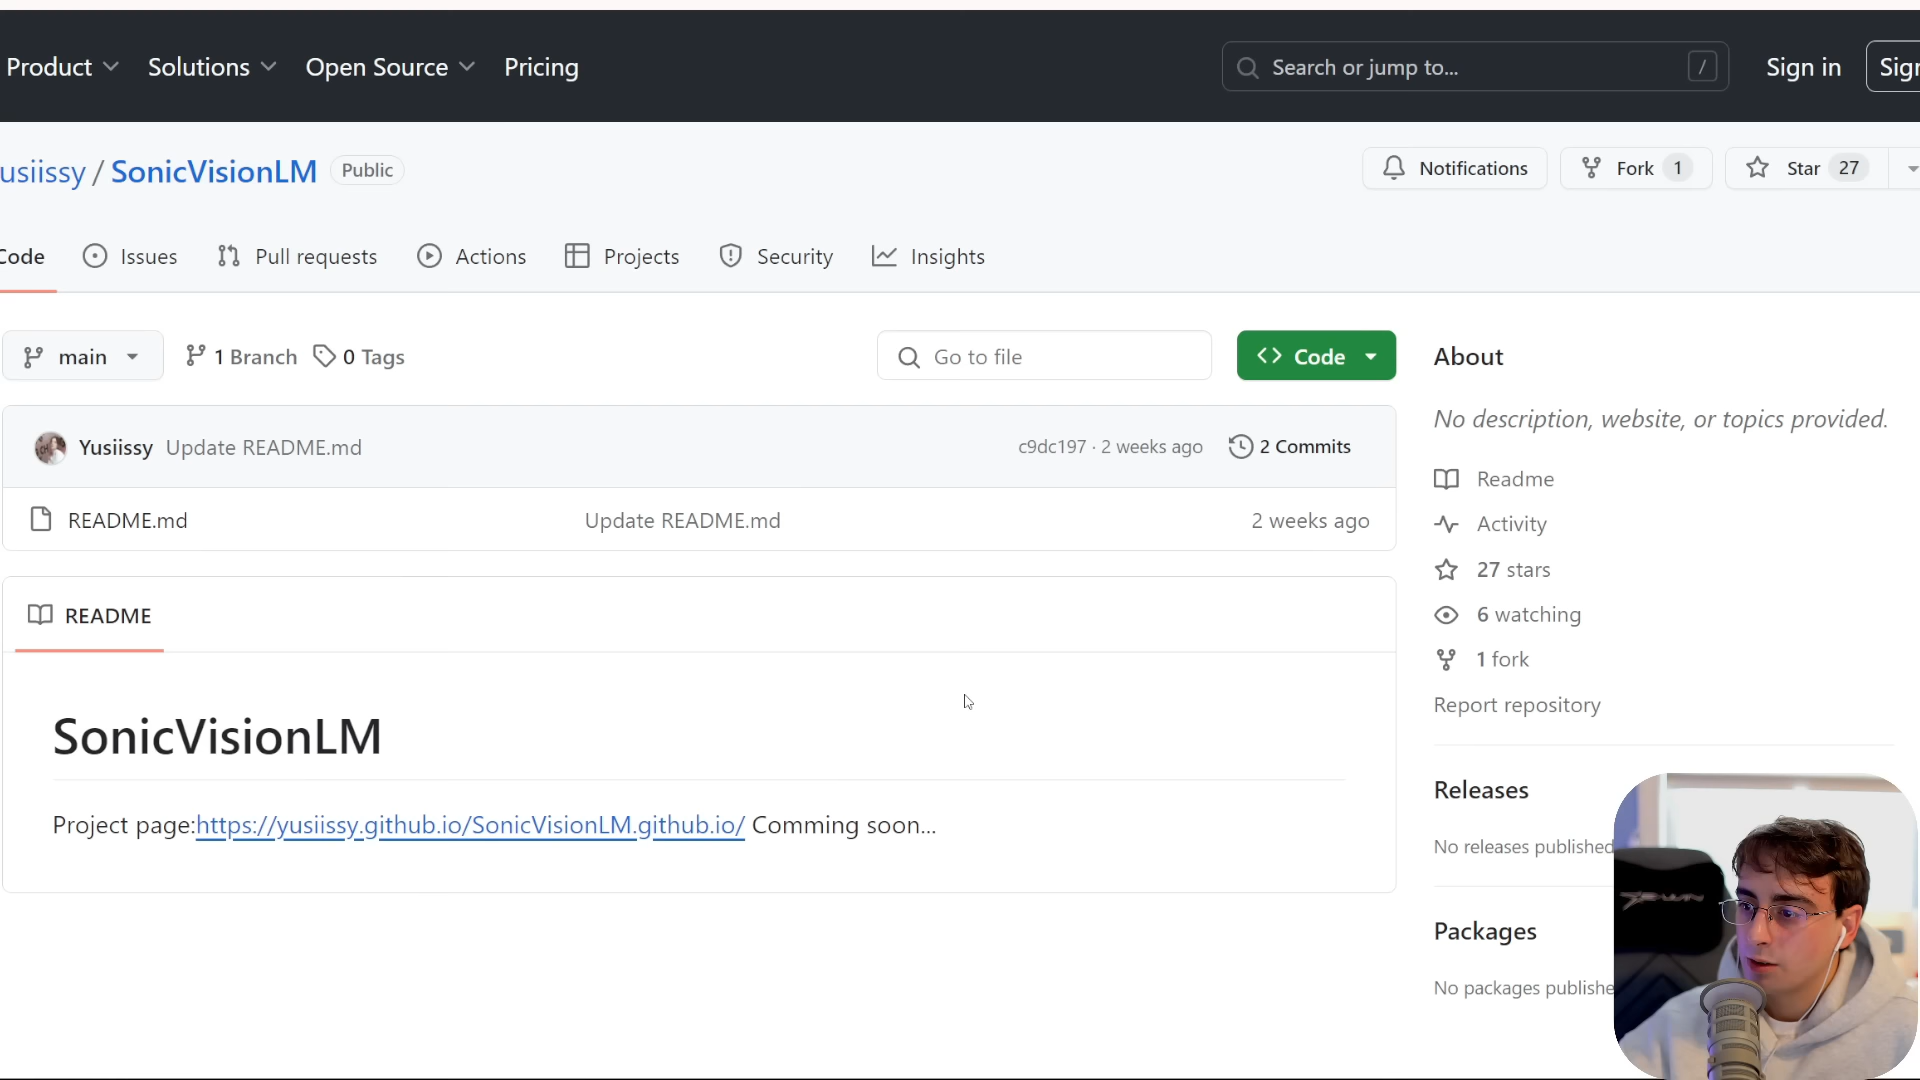 Product Solutions Open Source Pricing Search or jump to... / Sign in Sign
usiissy / SonicVisionLM Public Notifications Fork 1 Star 27
Code Issues Pull requests Actions Projects Security Insights
main 1 Branch 0 Tags Go to file Code
Yusiissy Update README.md c9dc197 · 2 weeks ago 2 Commits
README.md Update README.md 2 weeks ago
README
SonicVisionLM
Project page:https://yusiissy.github.io/SonicVisionLM.github.io/ Comming soon...
About
No description, website, or topics provided.
Readme
Activity
27 stars
6 watching
1 fork
Report repository
Releases
No releases published
Packages
No packages publishe